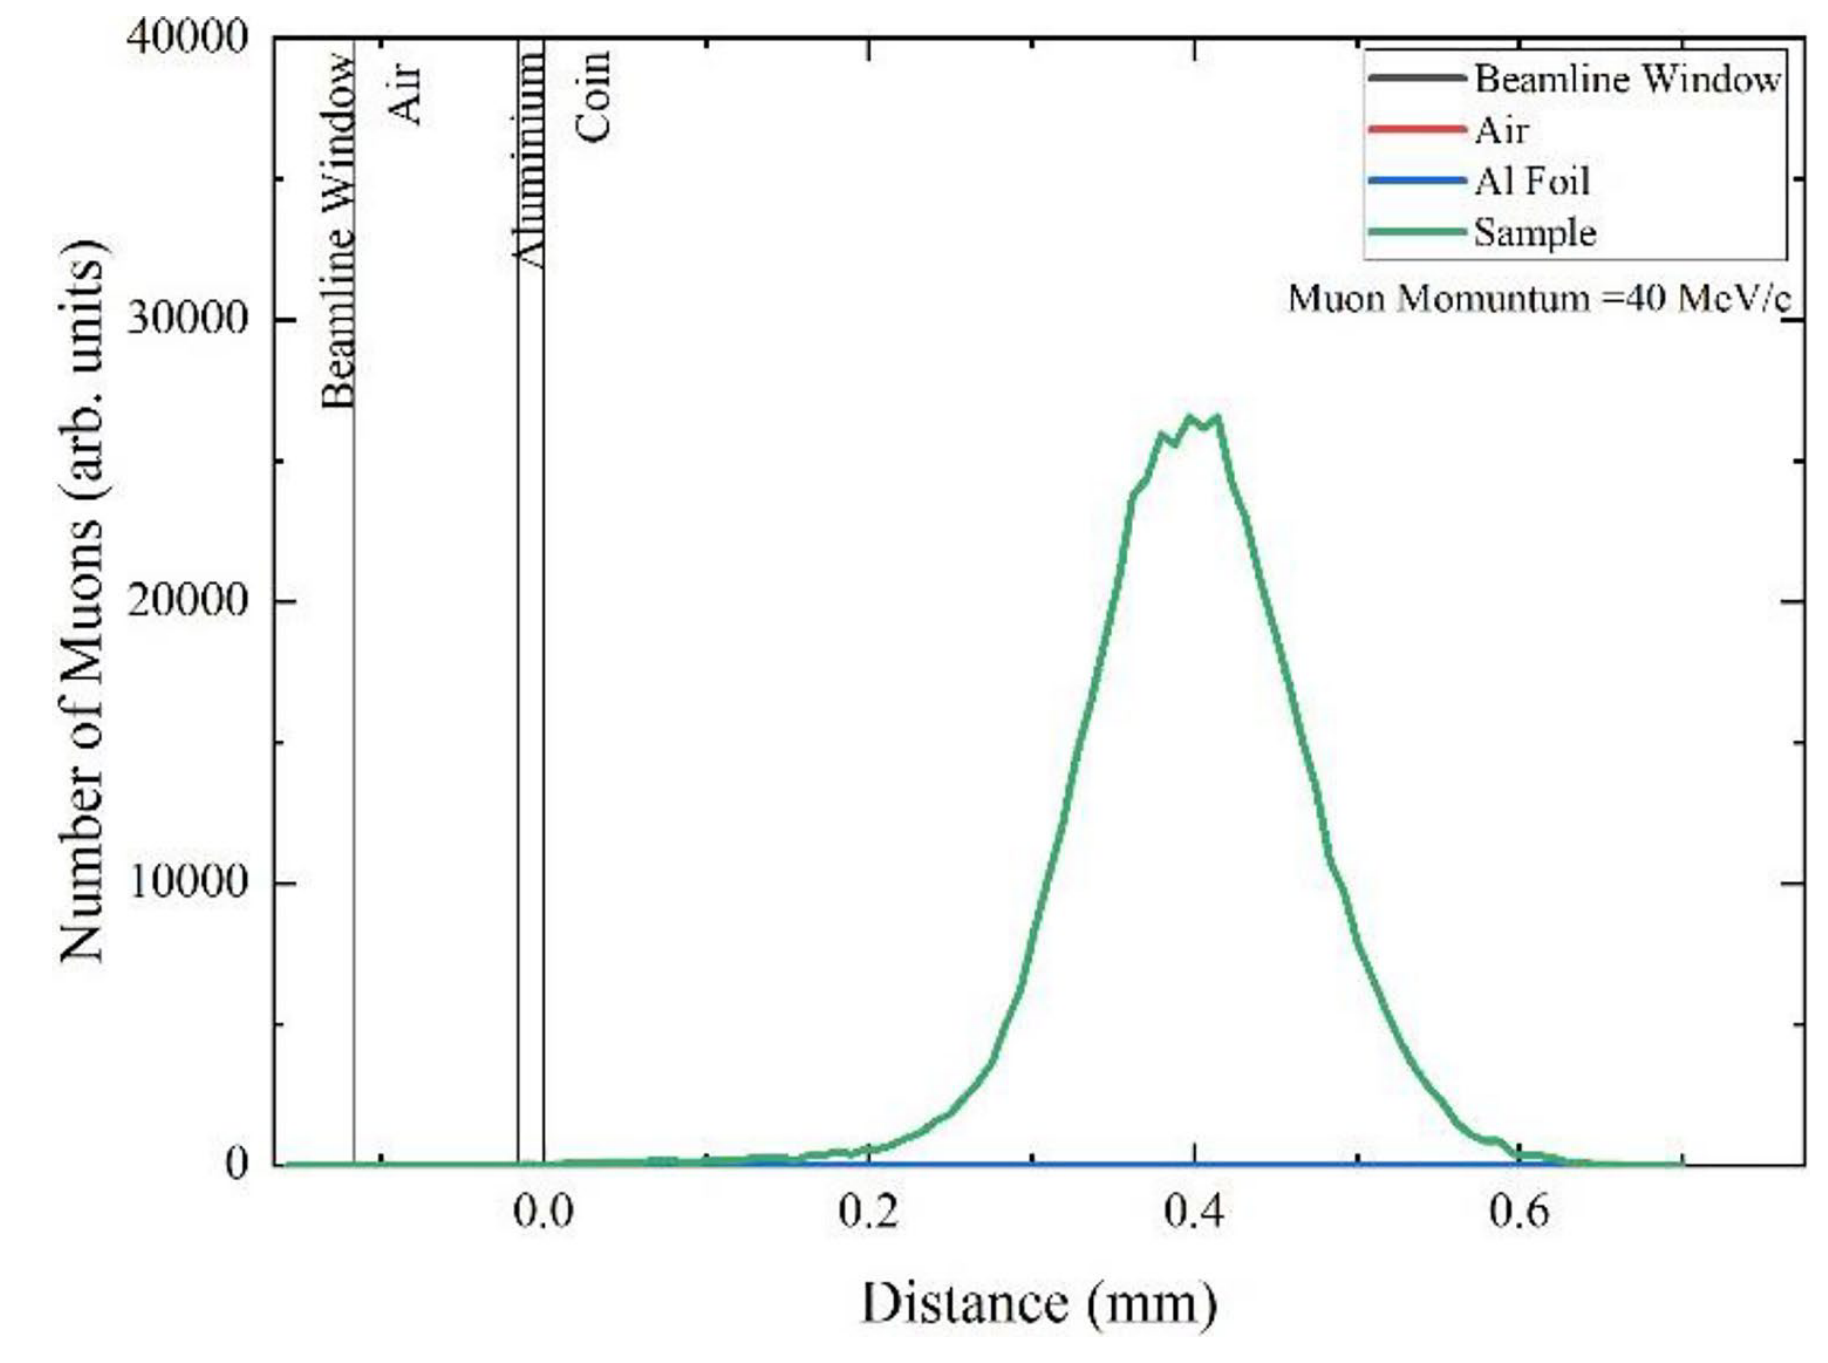 40000
30000
20000
10000
0
Number of Muons (arb. units)
Beamline Window
Air
Aluminium
Coin
Beamline Window
Air
Al Foil
Sample
Muon Momuntum =40 MeV/c
0.0
0.2
0.4
0.6
Distance (mm)